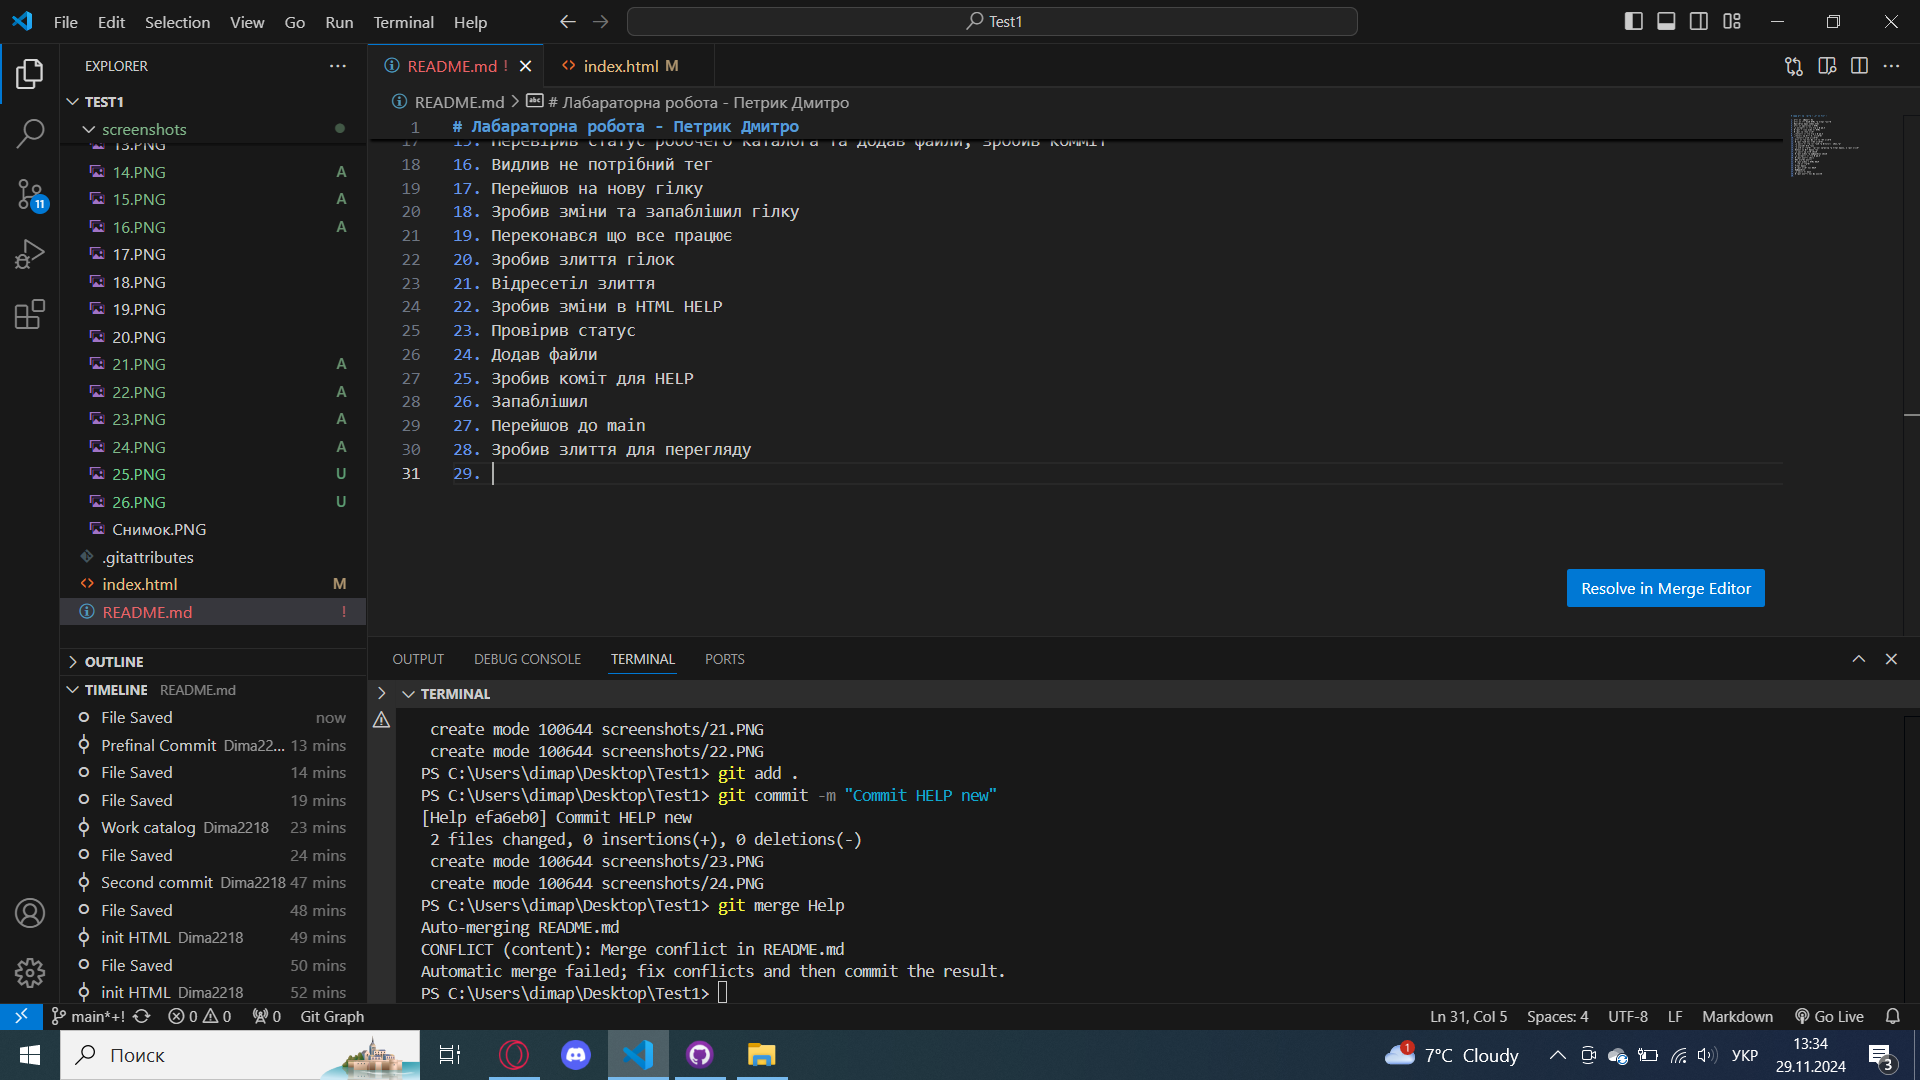 File Edit Selection View Go Run Terminal Help
Test1
EXPLORER
README.md !
index.html M
TEST1
README.md > # Лабараторна робота - Петрик Дмитро
screenshots
1 # Лабараторна робота - Петрик Дмитро
13.PNG
17 15. Перевірив статус робочего каталога та додав файли, зробив комміт
14.PNG A
18 16. Видлив не потрібний тег
15.PNG A
19 17. Перейшов на нову гілку
16.PNG A
20 18. Зробив зміни та запаблішил гілку
17.PNG
21 19. Переконався що все працює
18.PNG
22 20. Зробив злиття гілок
19.PNG
23 21. Відресетіл злиття
20.PNG
24 22. Зробив зміни в HTML HELP
21.PNG A
25 23. Провірив статус
22.PNG A
26 24. Додав файли
23.PNG A
27 25. Зробив коміт для HELP
24.PNG A
28 26. Запаблішил
25.PNG U
29 27. Перейшов до main
26.PNG U
30 28. Зробив злиття для перегляду
Снимок.PNG
31 29.
.gitattributes
index.html M
README.md !
Resolve in Merge Editor
OUTLINE
TIMELINE README.md
File Saved now
Prefinal Commit Dima22... 13 mins
File Saved 14 mins
File Saved 19 mins
Work catalog Dima2218 23 mins
File Saved 24 mins
Second commit Dima2218 47 mins
File Saved 48 mins
init HTML Dima2218 49 mins
File Saved 50 mins
init HTML Dima2218 52 mins
OUTPUT DEBUG CONSOLE TERMINAL PORTS
TERMINAL
create mode 100644 screenshots/21.PNG
create mode 100644 screenshots/22.PNG
PS C:\Users\dimap\Desktop\Test1> git add .
PS C:\Users\dimap\Desktop\Test1> git commit -m "Commit HELP new"
[Help efa6eb0] Commit HELP new
2 files changed, 0 insertions(+), 0 deletions(-)
create mode 100644 screenshots/23.PNG
create mode 100644 screenshots/24.PNG
PS C:\Users\dimap\Desktop\Test1> git merge Help
Auto-merging README.md
CONFLICT (content): Merge conflict in README.md
Automatic merge failed; fix conflicts and then commit the result.
PS C:\Users\dimap\Desktop\Test1>
11
main*+! 0 0 0 Git Graph
Ln 31, Col 5 Spaces: 4 UTF-8 LF Markdown Go Live
Поиск
1 7°C Cloudy
УКР
13:34
29.11.2024
3